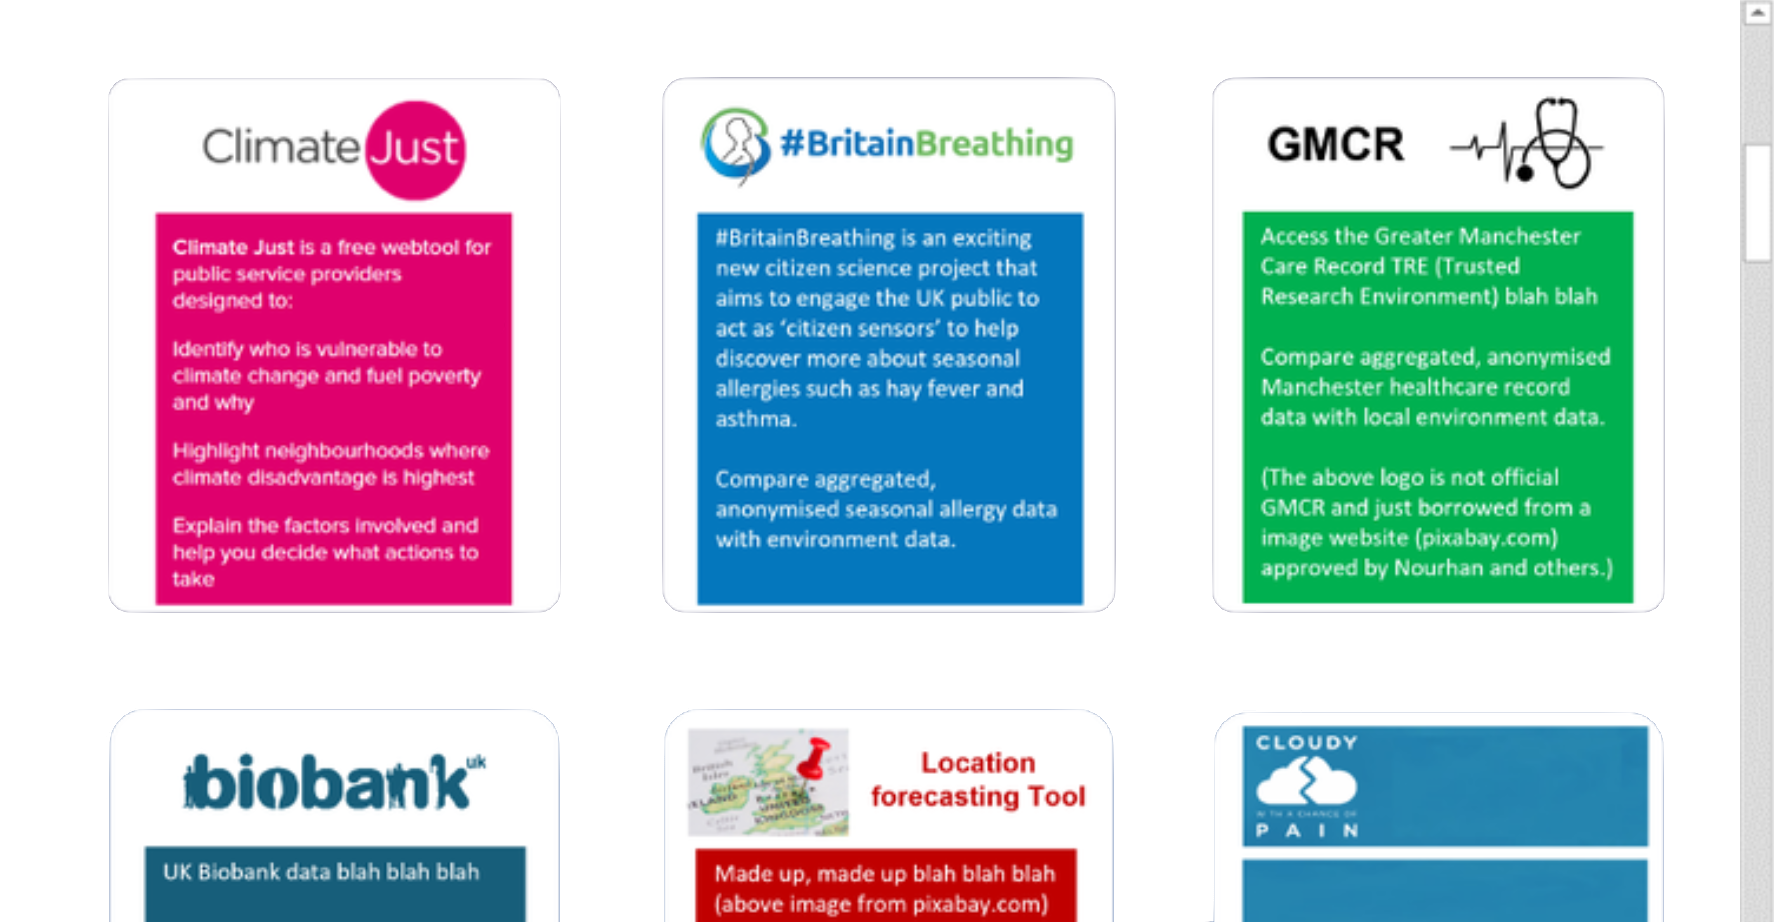 Climate Just
Climate Just is a free webtool for
public service providers
designed to:
Identify who is vulnerable to
climate change and fuel poverty
and why
Highlight neighbourhoods where
climate disadvantage is highest
Explain the factors involved and
help you decide what actions to
take
#BritainBreathing
#BritainBreathing is an exciting
new citizen science project that
aims to engage the UK public to
act as ‘citizen sensors’ to help
discover more about seasonal
allergies such as hay fever and
asthma.
Compare aggregated,
anonymised seasonal allergy data
with environment data.
GMCR
Access the Greater Manchester
Care Record TRE (Trusted
Research Environment) blah blah
Compare aggregated, anonymised
Manchester healthcare record
data with local environment data.
(The above logo is not official
GMCR and just borrowed from a
image website (pixabay.com)
approved by Nourhan and others.)
biobank uk
UK Biobank data blah blah blah
British
Isles
UNITED
KINGDOM
Celtic
Location
forecasting Tool
Made up, made up blah blah blah
(above image from pixabay.com)
CLOUDY
WITH A CHANCE OF
PAIN